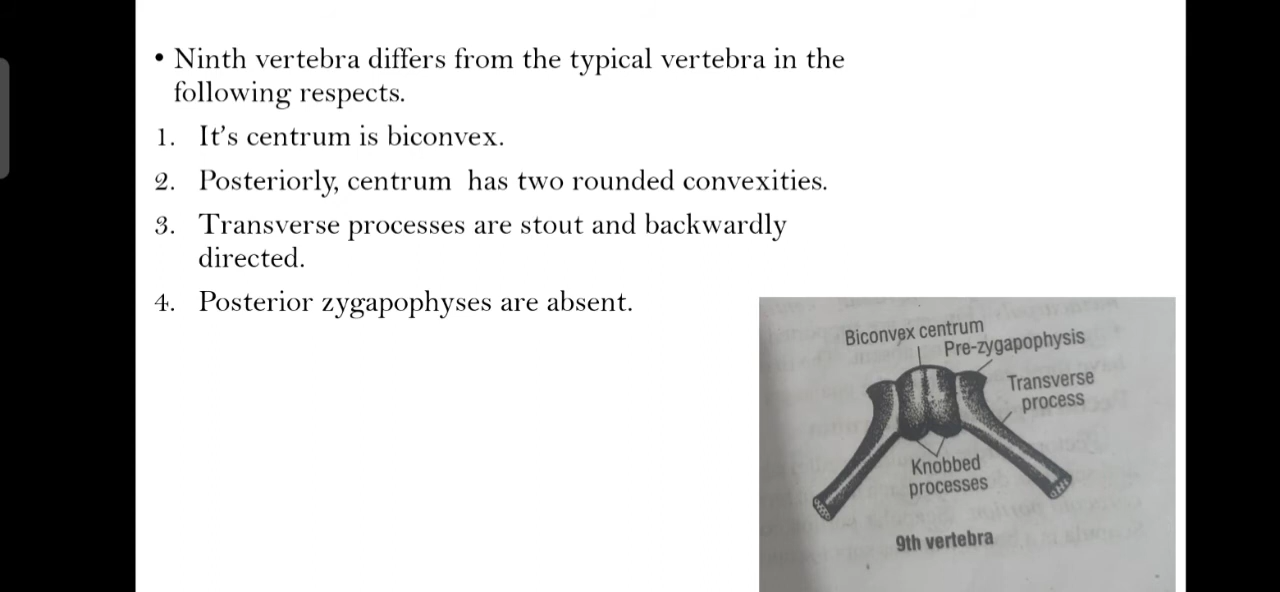 • Ninth vertebra differs from the typical vertebra in the
following respects.
1. It's centrum is biconvex.
2. Posteriorly, centrum has two rounded convexities.
3. Transverse processes are stout and backwardly
directed.
4. Posterior zygapophyses are absent.
Biconvex centrum
Pre-zygapophysis
Transverse
process
Knobbed
processes
9th vertebra